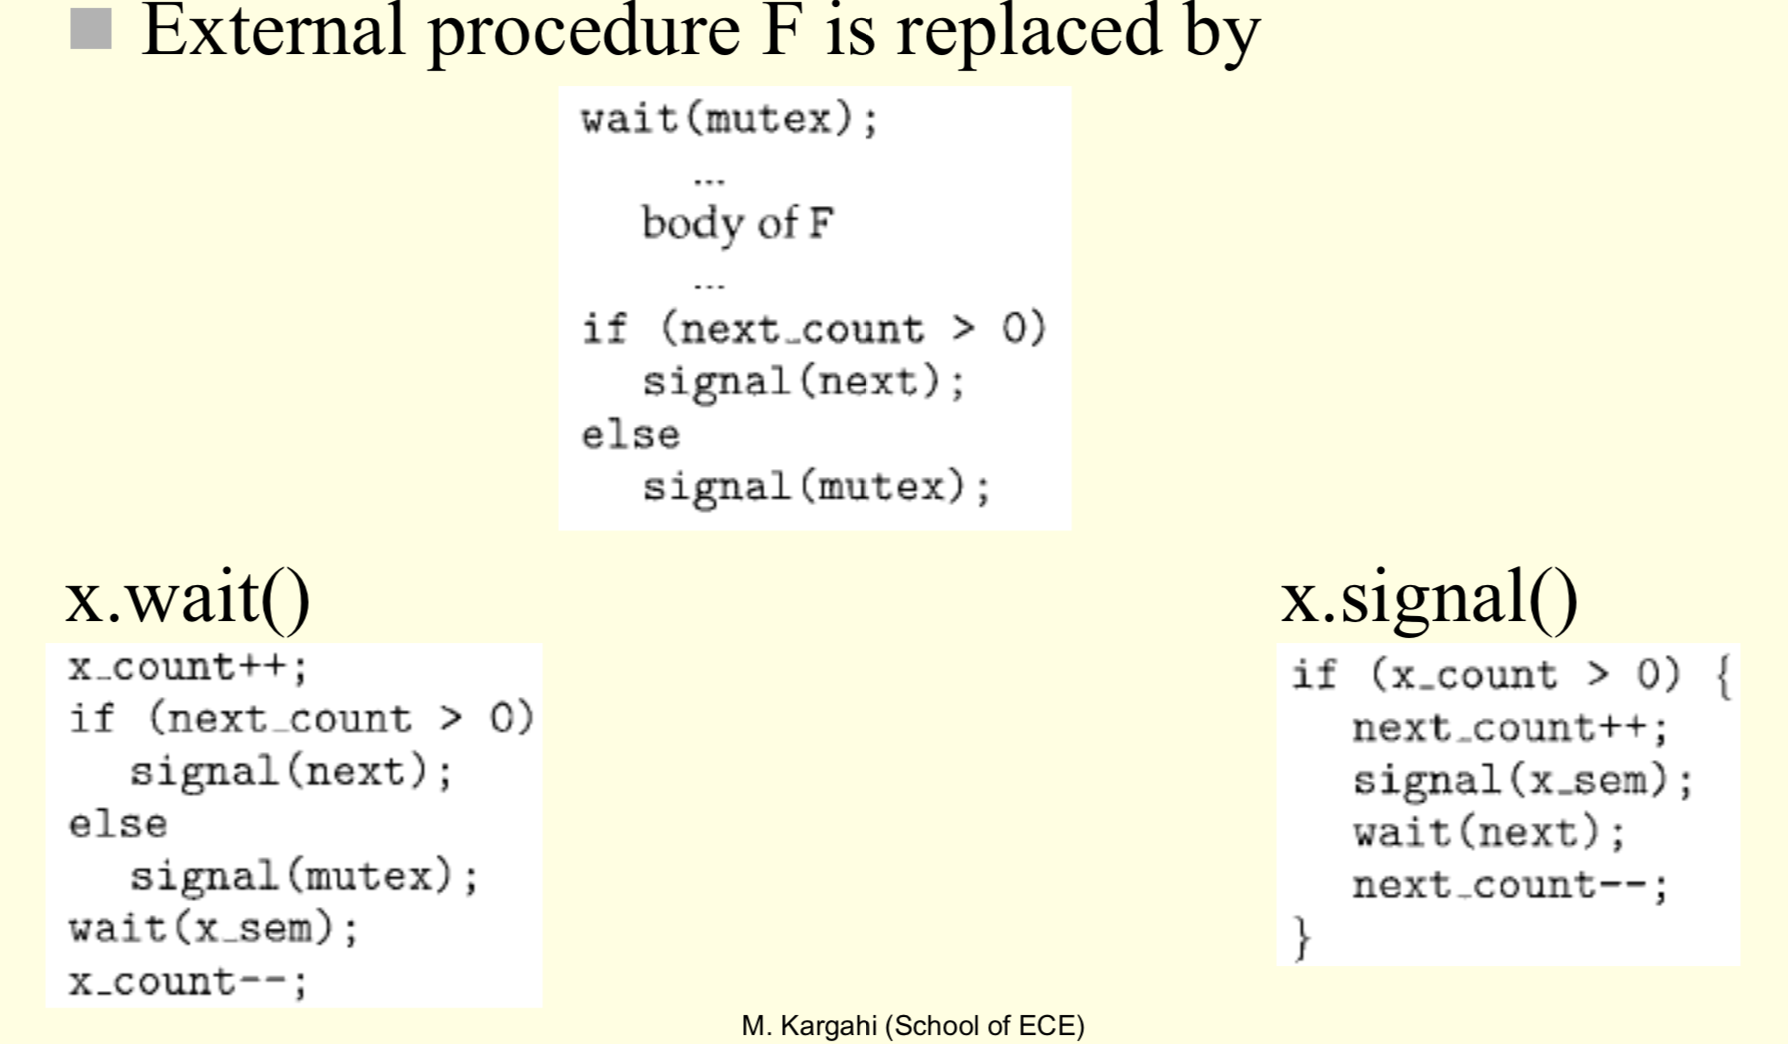 External procedure F is replaced by
wait(mutex);
...
body of F
...
if (next_count > 0)
signal(next);
else
signal(mutex);
x.wait()
x_count++;
if (next_count > 0)
signal(next);
else
signal(mutex);
wait(x_sem);
x_count--;
x.signal()
if (x_count > 0) {
next_count++;
signal(x_sem);
wait(next);
next_count--;
}
M. Kargahi (School of ECE)